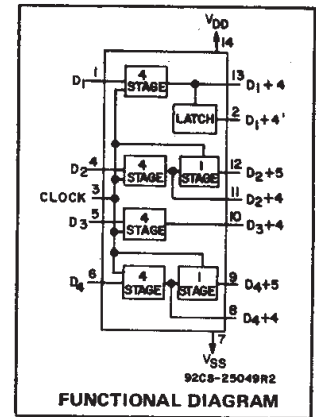 VDD
14
D1 1 4 STAGE 13 D1+4
LATCH 2 D1+4'
D2 4 4 STAGE 1 STAGE 12 D2+5
11 D2+4
CLOCK 3
D3 5 4 STAGE 10 D3+4
D4 6 4 STAGE 1 STAGE 9 D4+5
8 D4+4
7
VSS
92CS-25049R2
FUNCTIONAL DIAGRAM